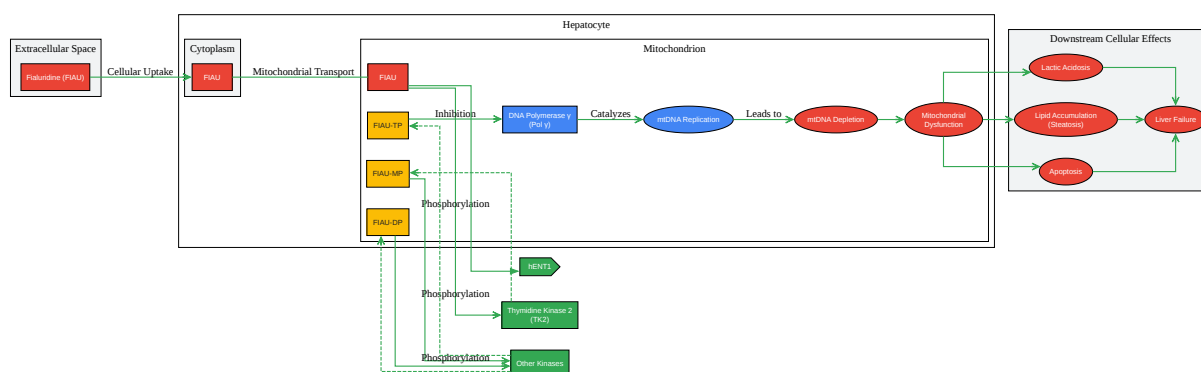 Hepatocyte
Extracellular Space
Cytoplasm
Mitochondrion
Downstream Cellular Effects
Fialuridine (FIAU)
Cellular Uptake
FIAU
Mitochondrial Transport
FIAU
Lactic Acidosis
FIAU-TP
Inhibition
DNA Polymerase γ
(Pol γ)
Catalyzes
mtDNA Replication
Leads to
mtDNA Depletion
Mitochondrial
Dysfunction
Lipid Accumulation
(Steatosis)
Liver Failure
FIAU-MP
Apoptosis
Phosphorylation
FIAU-DP
hENT1
Phosphorylation
Thymidine Kinase 2
(TK2)
Phosphorylation
Other Kinases